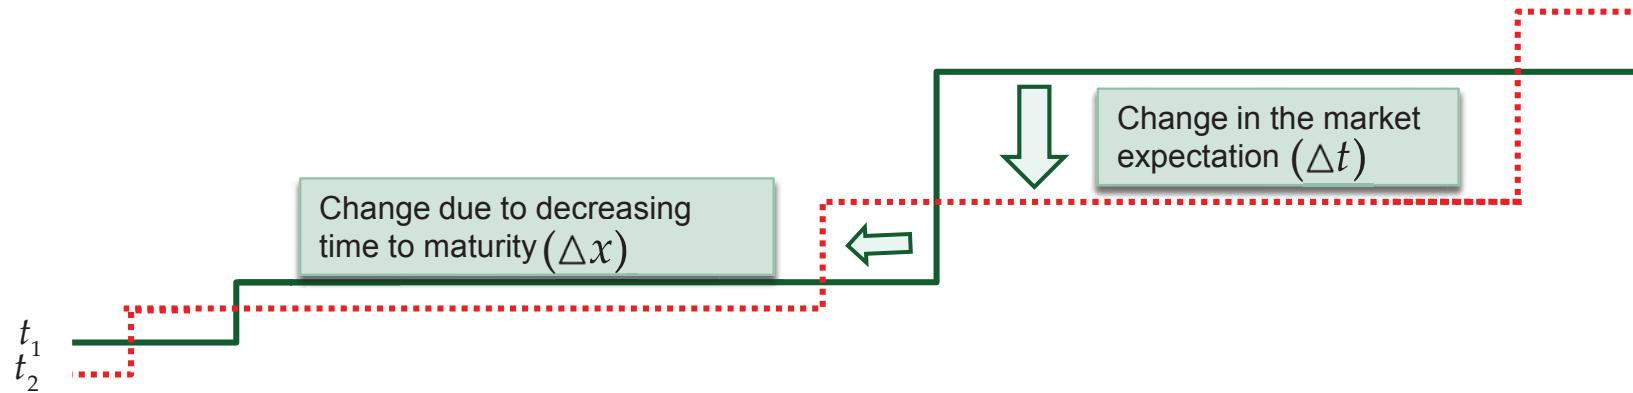 Change in the market
expectation (△t)
Change due to decreasing
time to maturity (△x)
t₁
t₂